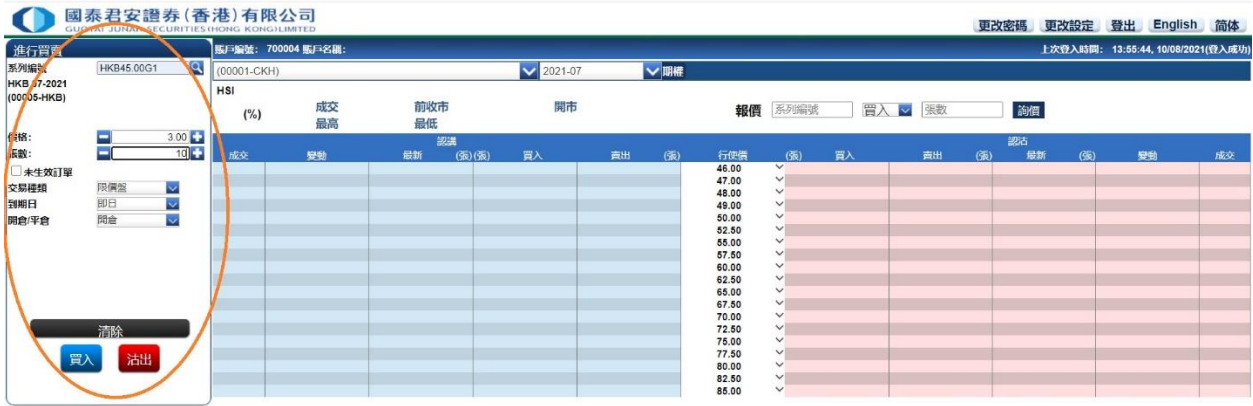 國泰君安證券(香港)有限公司
GUOTAI JUNAN SECURITIES (HONG KONG) LIMITED
更改密碼 更改設定 登出 English 简体
進行買賣
賬戶編號: 700004 賬戶名稱:
上次登入時間: 13:55:44, 10/08/2021(登入成功)
系列編號 HKB45.00G1
HKB 07-2021
(00005-HKB)
價格: 3.00
張數: 10
未生效訂單
交易種類 限價盤
到期日 即日
開倉/平倉 開倉
清除
買入 沽出
(00001-CKH) 2021-07 期權
HSI
(%) 成交 前收市 開市
最高 最低
報價 系列編號 買入 張數 詢價
認購 認沽
成交 變動 最新 (張)(張) 買入 賣出 (張) 行使價 (張) 買入 賣出 (張) 最新 (張) 變動 成交
46.00
47.00
48.00
49.00
50.00
52.50
55.00
57.50
60.00
62.50
65.00
67.50
70.00
72.50
75.00
77.50
80.00
82.50
85.00